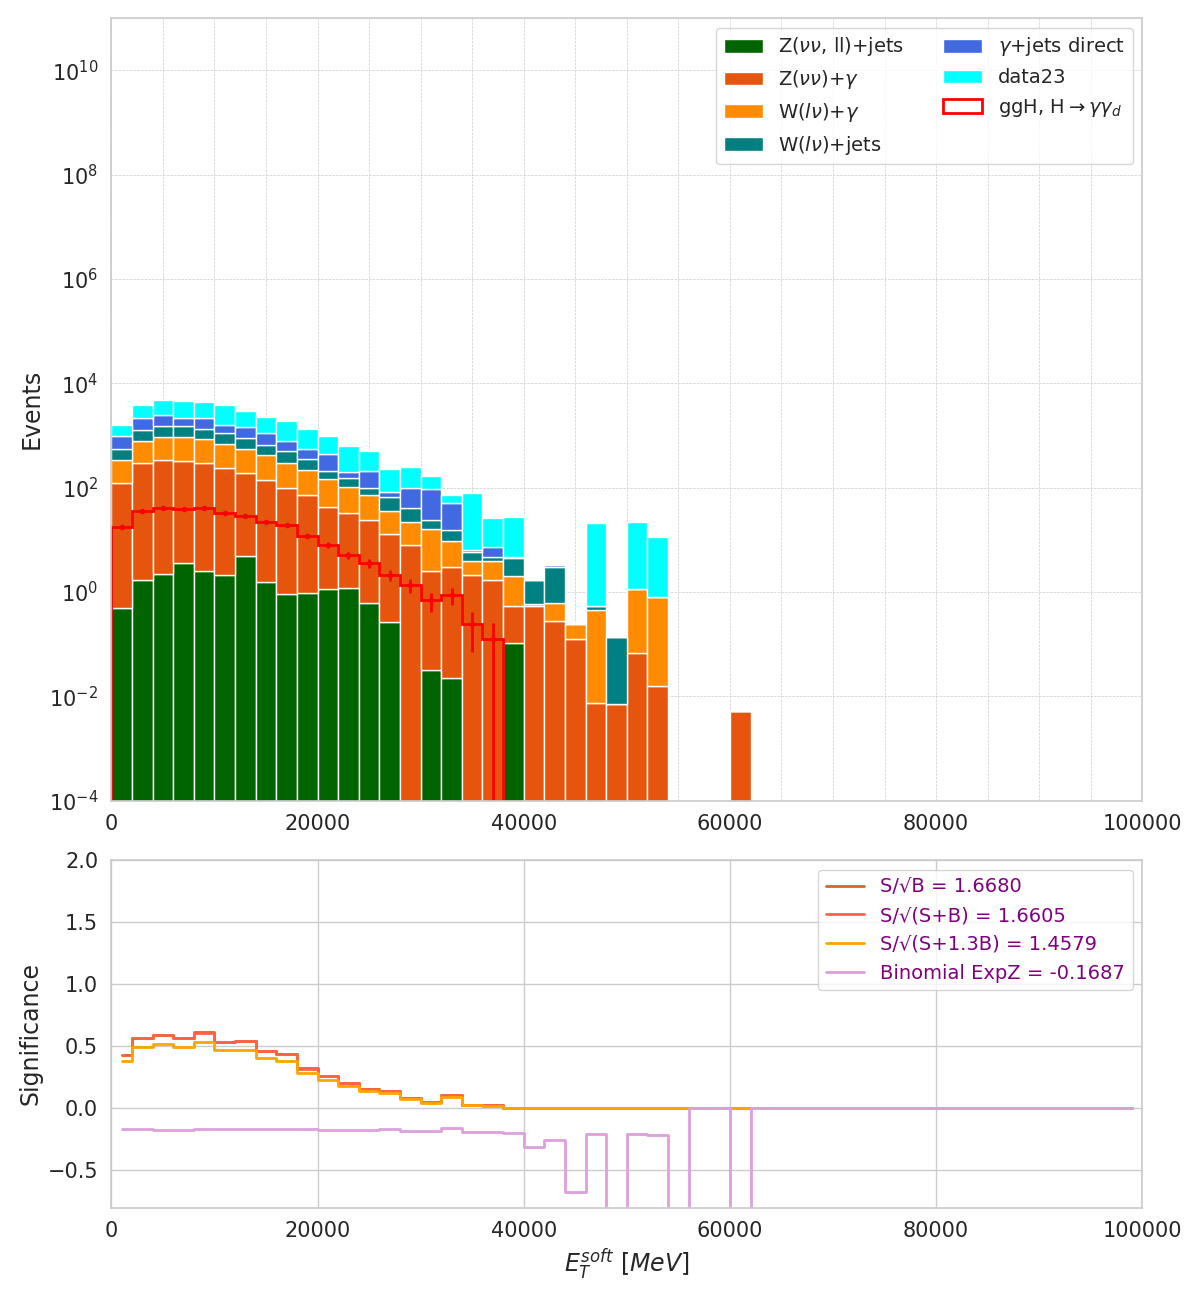 Events
10^10
10^8
10^6
10^4
10^2
10^0
10^−2
10^−4
Z(νν, ll)+jets
Z(νν)+γ
W(lν)+γ
W(lν)+jets
γ+jets direct
data23
ggH, H→γγ_d
0 20000 40000 60000 80000 100000
Significance
2.0
1.5
1.0
0.5
0.0
−0.5
S/√B = 1.6680
S/√(S+B) = 1.6605
S/√(S+1.3B) = 1.4579
Binomial ExpZ = -0.1687
0 20000 40000 60000 80000 100000
E_T^soft [MeV]